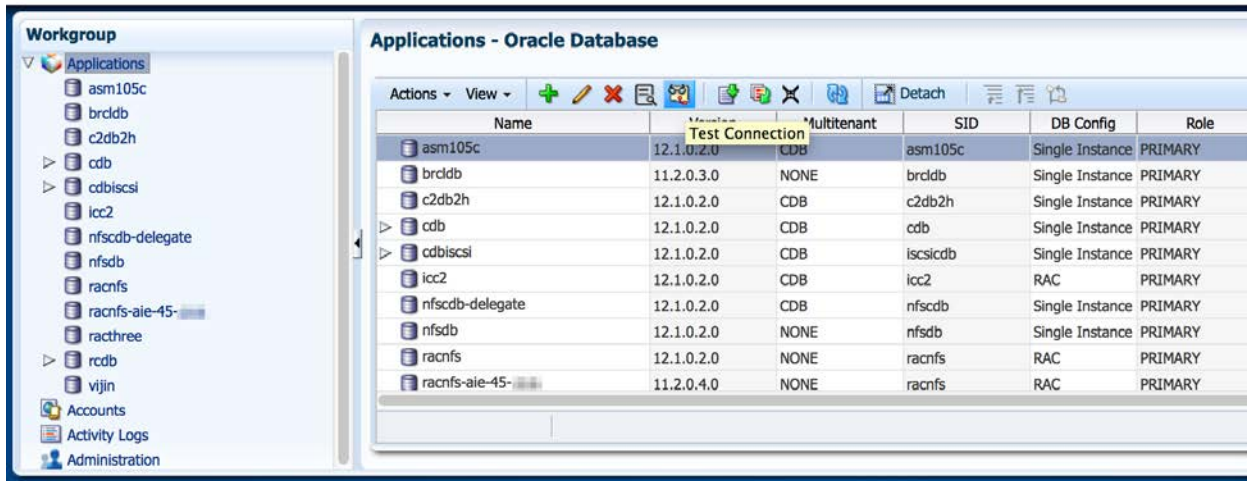 Workgroup
Applications
asm105c
brcldb
c2db2h
cdb
cdbiscsi
icc2
nfscdb-delegate
nfsdb
racnfs
racnfs-aie-45-
racthree
rcdb
vijin
Accounts
Activity Logs
Administration
Applications - Oracle Database
Actions View Detach
Name Multitenant SID DB Config Role
Test Connection
asm105c 12.1.0.2.0 CDB asm105c Single Instance PRIMARY
brcldb 11.2.0.3.0 NONE brcldb Single Instance PRIMARY
c2db2h 12.1.0.2.0 CDB c2db2h Single Instance PRIMARY
cdb 12.1.0.2.0 CDB cdb Single Instance PRIMARY
cdbiscsi 12.1.0.2.0 CDB iscsicdb Single Instance PRIMARY
icc2 12.1.0.2.0 CDB icc2 RAC PRIMARY
nfscdb-delegate 12.1.0.2.0 CDB nfscdb Single Instance PRIMARY
nfsdb 12.1.0.2.0 NONE nfsdb Single Instance PRIMARY
racnfs 12.1.0.2.0 NONE racnfs RAC PRIMARY
racnfs-aie-45- 11.2.0.4.0 NONE racnfs RAC PRIMARY